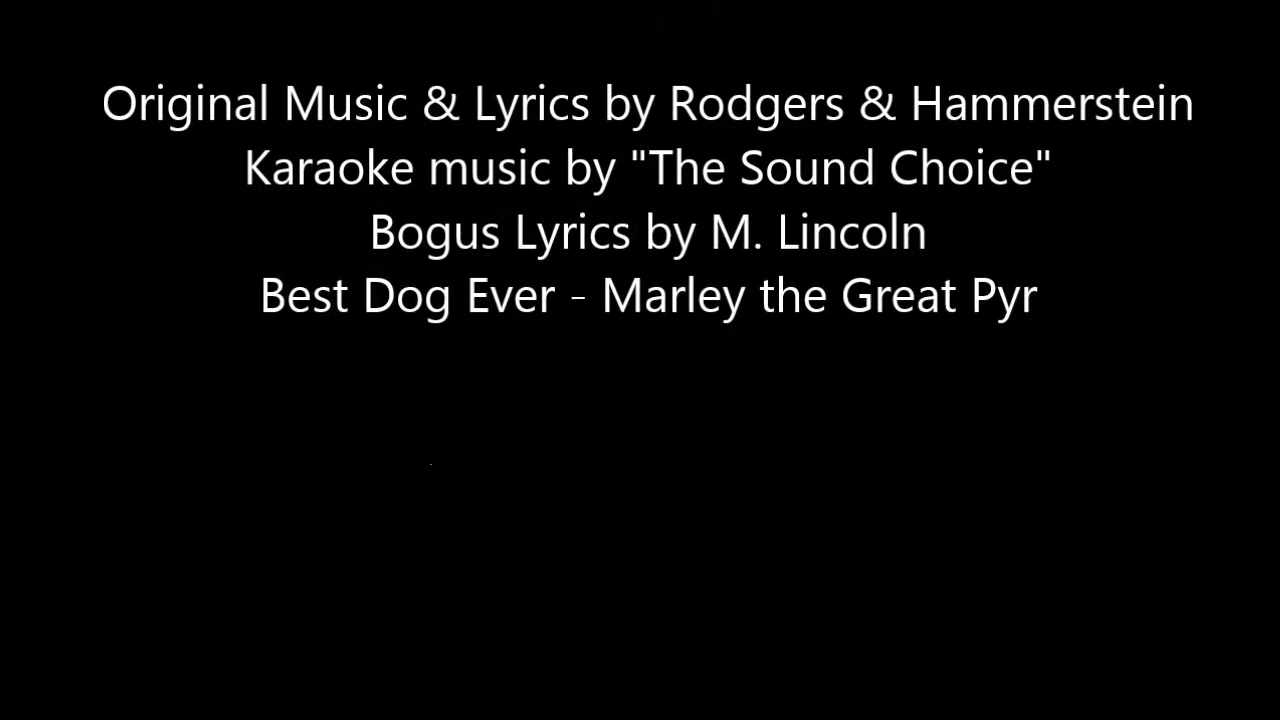 Original Music & Lyrics by Rodgers & Hammerstein
Karaoke music by "The Sound Choice"
Bogus Lyrics by M. Lincoln
Best Dog Ever - Marley the Great Pyr